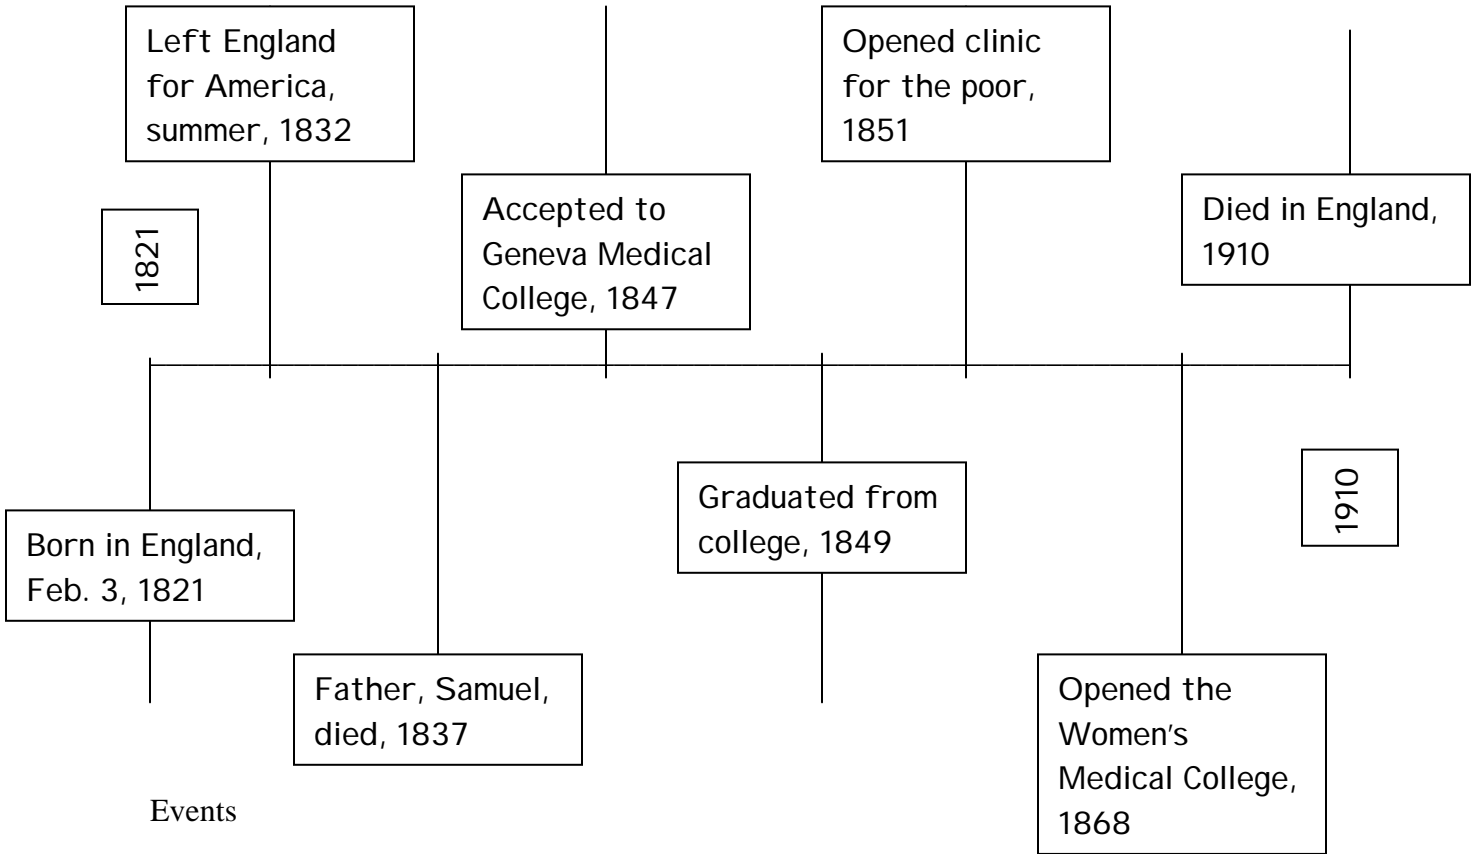 Left England
for America,
summer, 1832
Opened clinic
for the poor,
1851
Accepted to
Geneva Medical
College, 1847
Died in England,
1910
1821
Graduated from
college, 1849
1910
Born in England,
Feb. 3, 1821
Father, Samuel,
died, 1837
Opened the
Women's
Medical College,
1868
Events